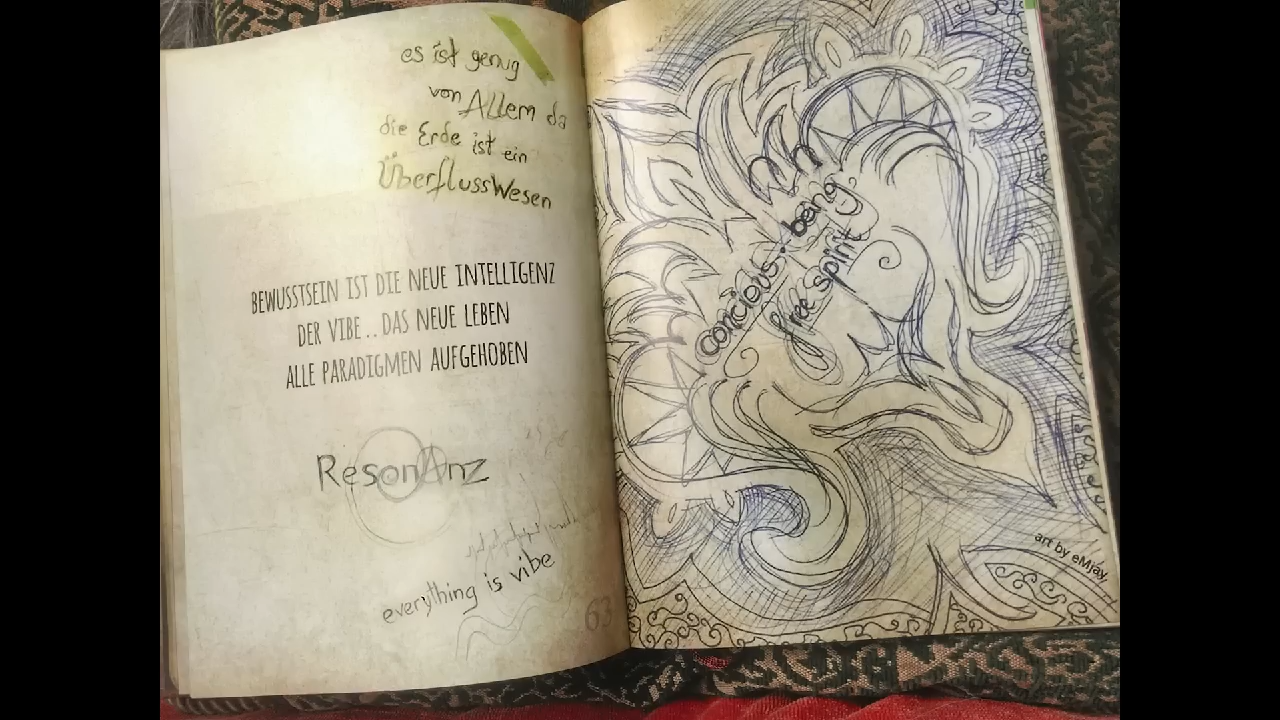 es ist genug
von Allem da
die Erde ist ein
ÜberflussWesen
BEWUSSTSEIN IST DIE NEUE INTELLIGENZ
DER VIBE .. DAS NEUE LEBEN
ALLE PARADIGMEN AUFGEHOBEN
ResonAnz
everything is vibe
63
concious . being
free spirit
art by eMjay